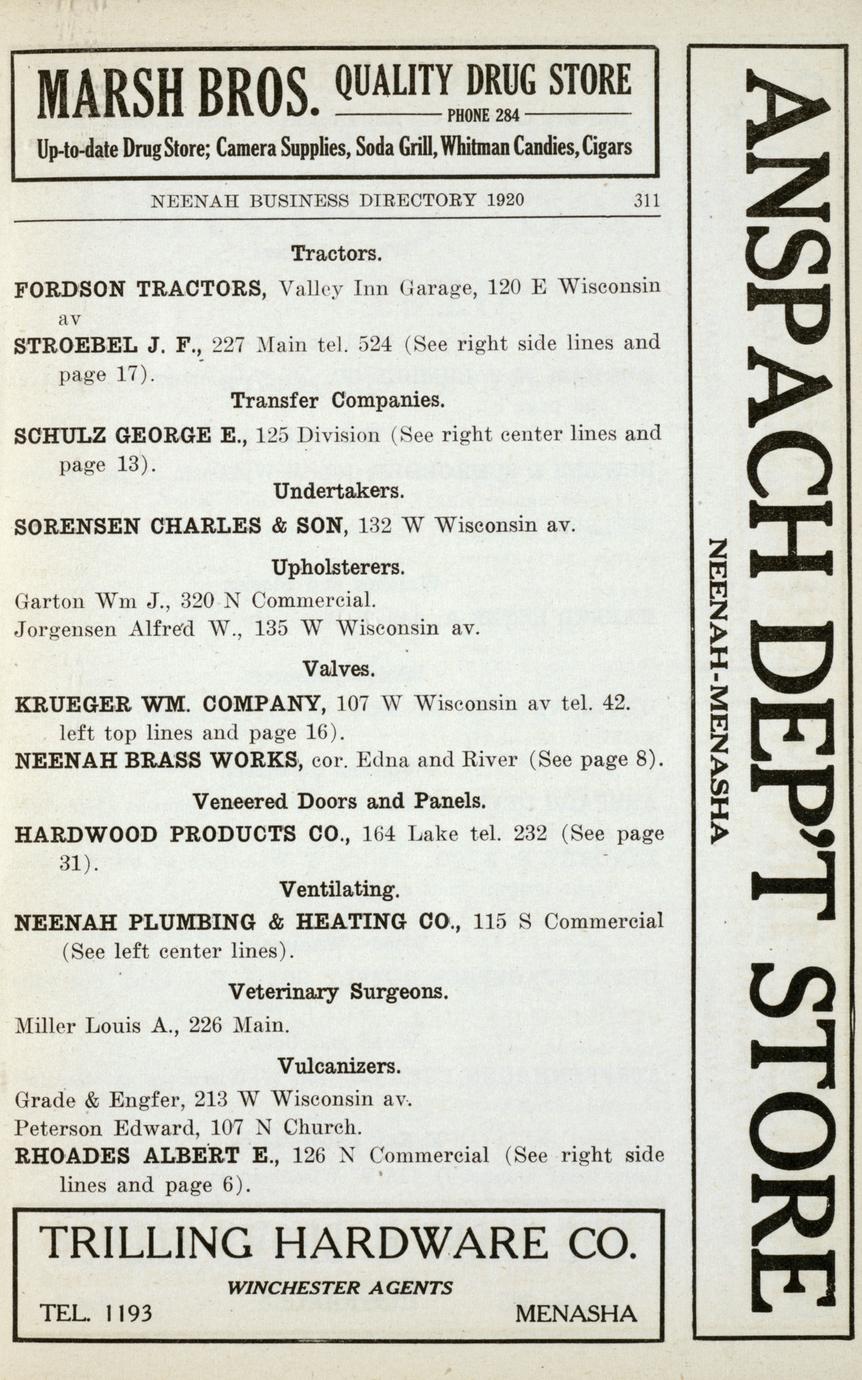 MARSH BROS. QUALITY DRUG STORE
PHONE 284
Up-to-date Drug Store; Camera Supplies, Soda Grill, Whitman Candies, Cigars
NEENAH BUSINESS DIRECTORY 1920 311
Tractors.
FORDSON TRACTORS, Valley Inn Garage, 120 E Wisconsin
av
STROEBEL J. F., 227 Main tel. 524 (See right side lines and
page 17).
Transfer Companies.
SCHULZ GEORGE E., 125 Division (See right center lines and
page 13).
Undertakers.
SORENSEN CHARLES & SON, 132 W Wisconsin av.
Upholsterers.
Garton Wm J., 320 N Commercial.
Jorgensen Alfred W., 135 W Wisconsin av.
Valves.
KRUEGER WM. COMPANY, 107 W Wisconsin av tel. 42.
left top lines and page 16).
NEENAH BRASS WORKS, cor. Edna and River (See page 8).
Veneered Doors and Panels.
HARDWOOD PRODUCTS CO., 164 Lake tel. 232 (See page
31).
Ventilating.
NEENAH PLUMBING & HEATING CO., 115 S Commercial
(See left center lines).
Veterinary Surgeons.
Miller Louis A., 226 Main.
Vulcanizers.
Grade & Engfer, 213 W Wisconsin av.
Peterson Edward, 107 N Church.
RHOADES ALBERT E., 126 N Commercial (See right side
lines and page 6).
TRILLING HARDWARE CO.
WINCHESTER AGENTS
TEL. 1193 MENASHA
ANSPACH DEP'T STORE
NEENAH-MENASHA